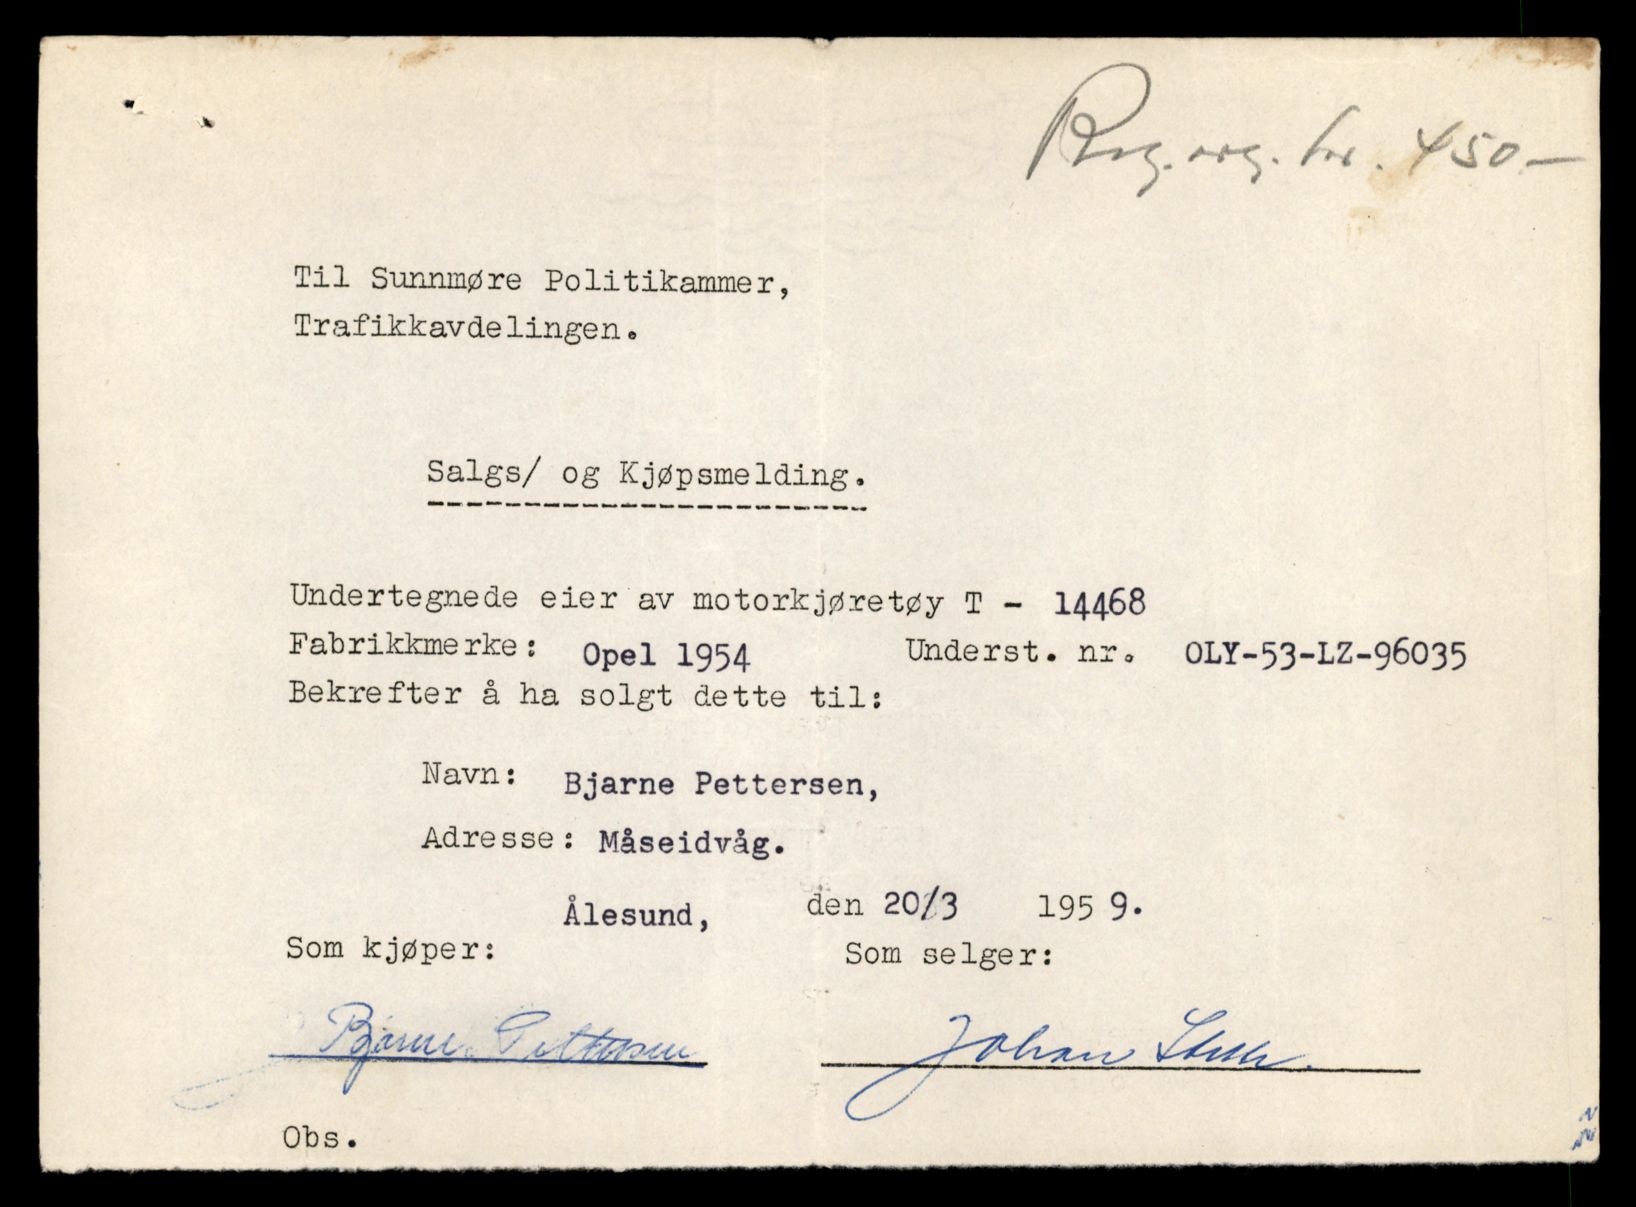 Reg. avg. kr. 450.-
Til Sunnmøre Politikammer,
Trafikkavdelingen.
Salgs/ og Kjøpsmelding.
Undertegnede eier av motorkjøretøy T - 14468
Fabrikkmerke: Opel 1954 Underst. nr. OLY-53-LZ-96035
Bekrefter å ha solgt dette til:
Navn: Bjarne Pettersen,
Adresse: Måseidvåg.
Ålesund, den 20/3 1959.
Som kjøper: Som selger:
Bjarne Pettersen Johan
Obs.